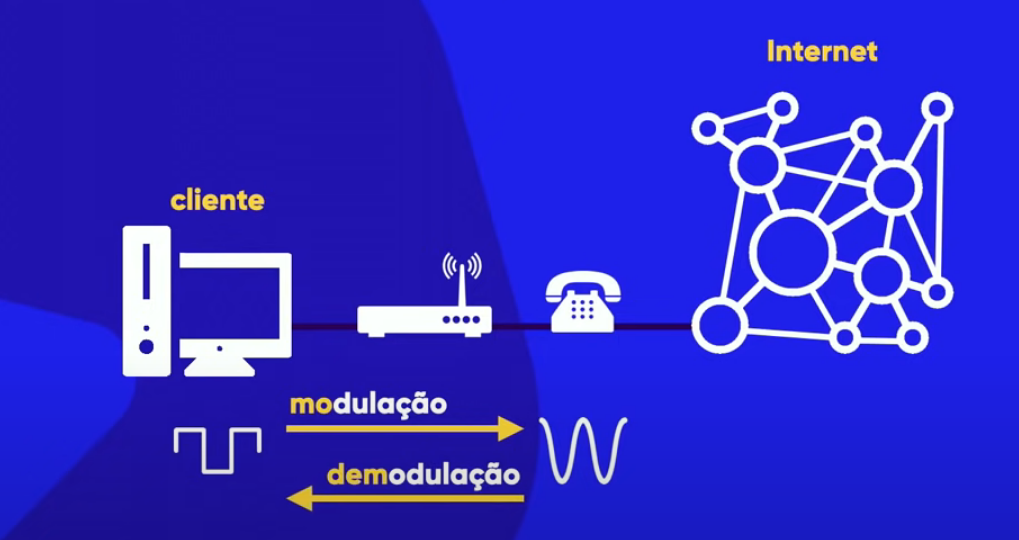 Internet
cliente
modulação
demodulação